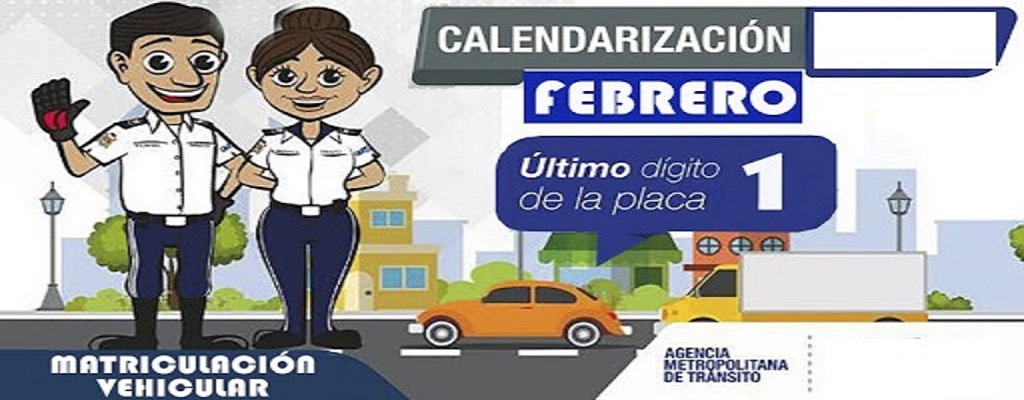 CALENDARIZACIÓN
FEBRERO
Último dígito
de la placa
1
MATRICULACIÓN
VEHICULAR
AGENCIA
METROPOLITANA
DE TRÁNSITO